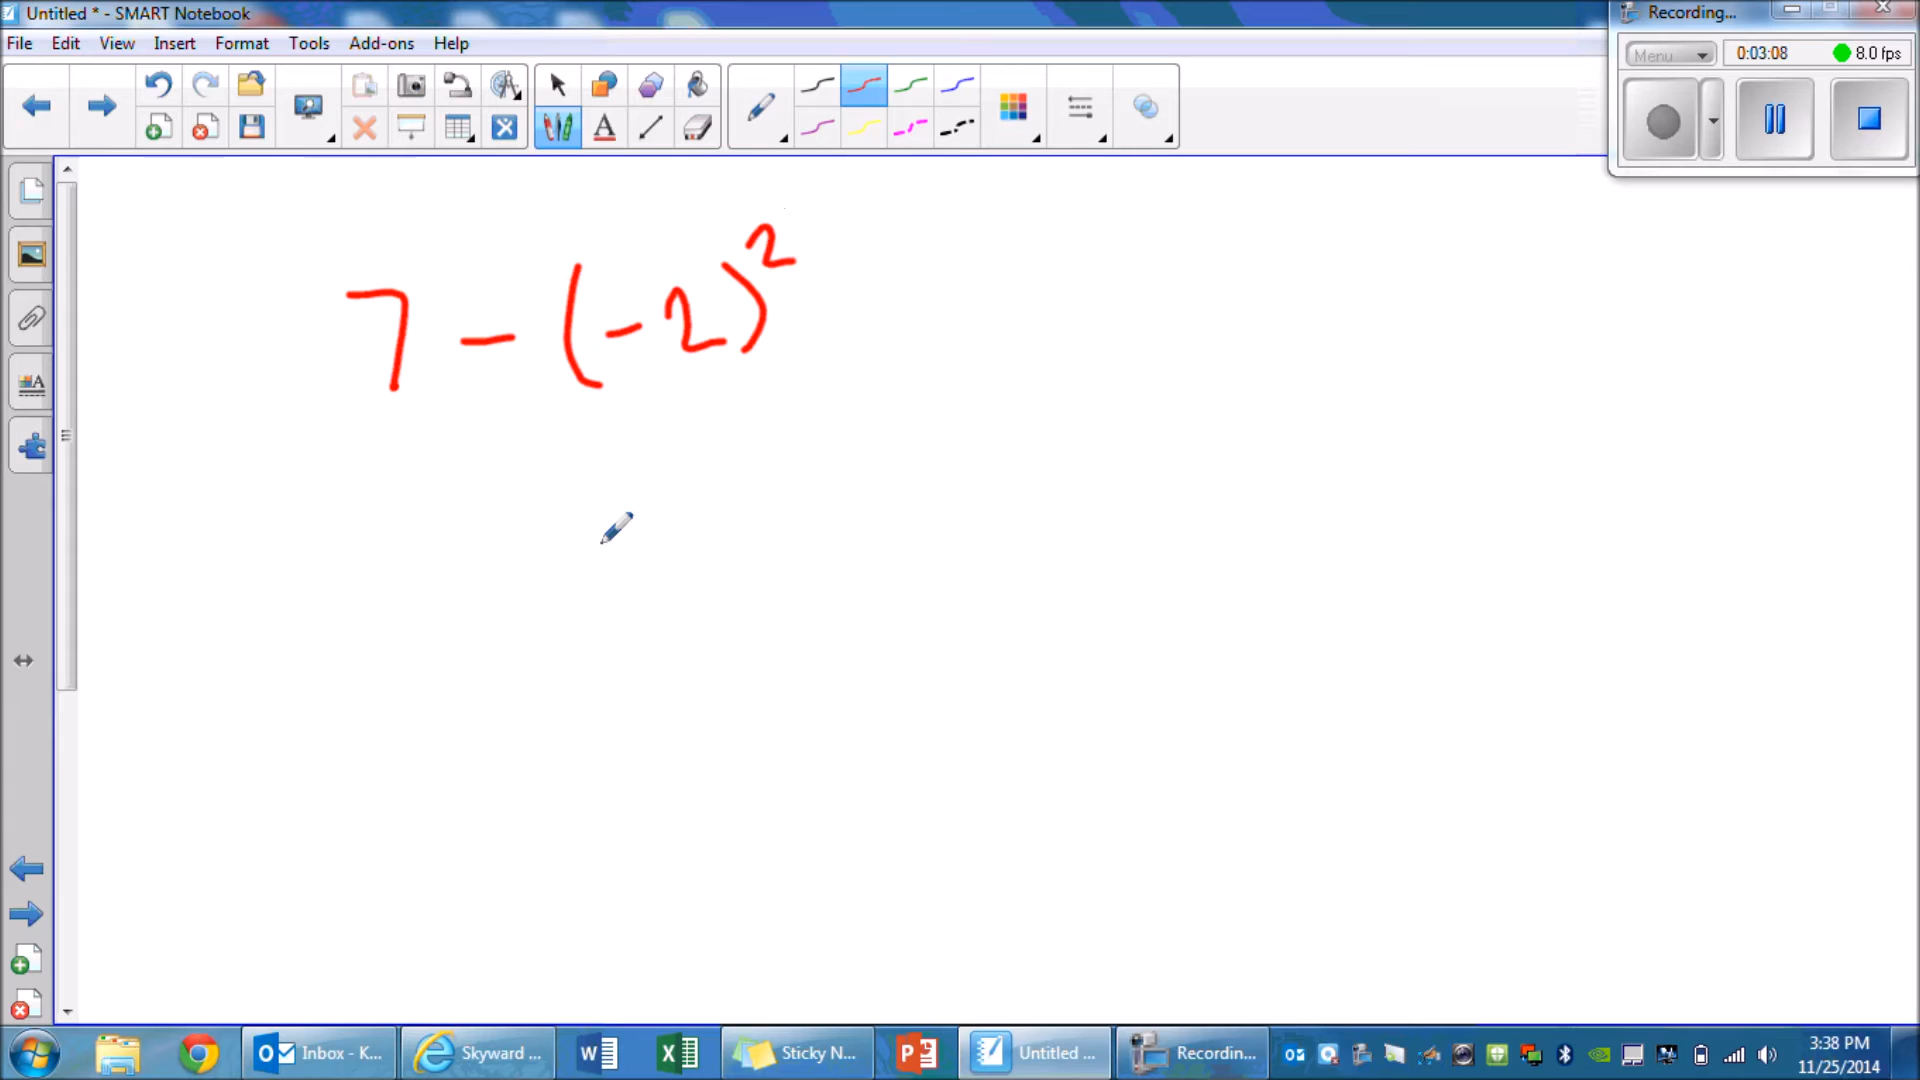 Untitled * - SMART Notebook
Recording...
File Edit View Insert Format Tools Add-ons Help
Menu 0:03:08 8.0 fps
7 - (-2)²
Inbox - K... Skyward ... Sticky N... Untitled ... Recordin... 3:38 PM
11/25/2014